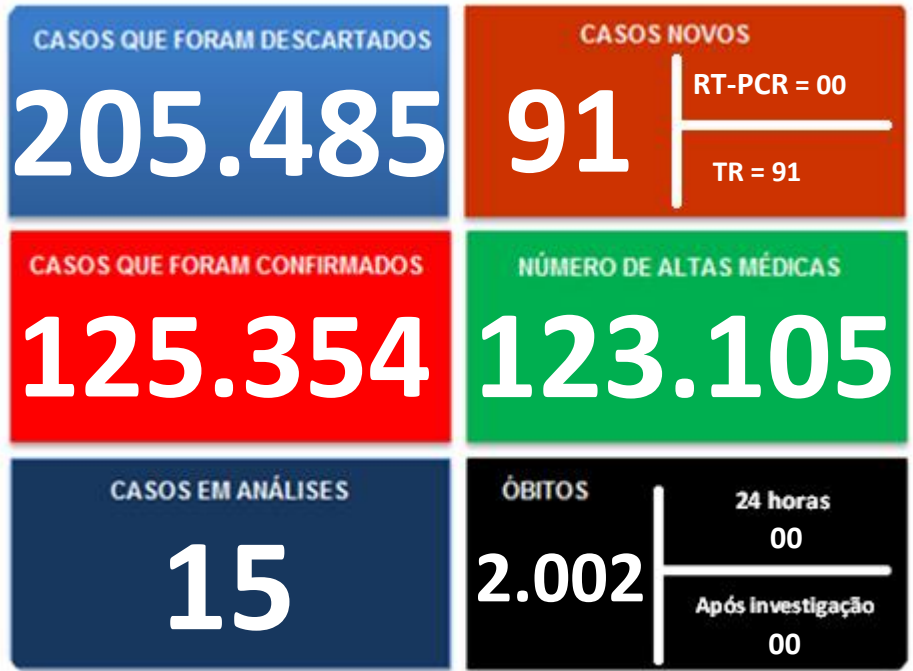 CASOS QUE FORAM DESCARTADOS
205.485
CASOS NOVOS
91
RT-PCR = 00
TR = 91
CASOS QUE FORAM CONFIRMADOS
125.354
NÚMERO DE ALTAS MÉDICAS
123.105
CASOS EM ANÁLISES
15
ÓBITOS
2.002
24 horas
00
Após investigação
00